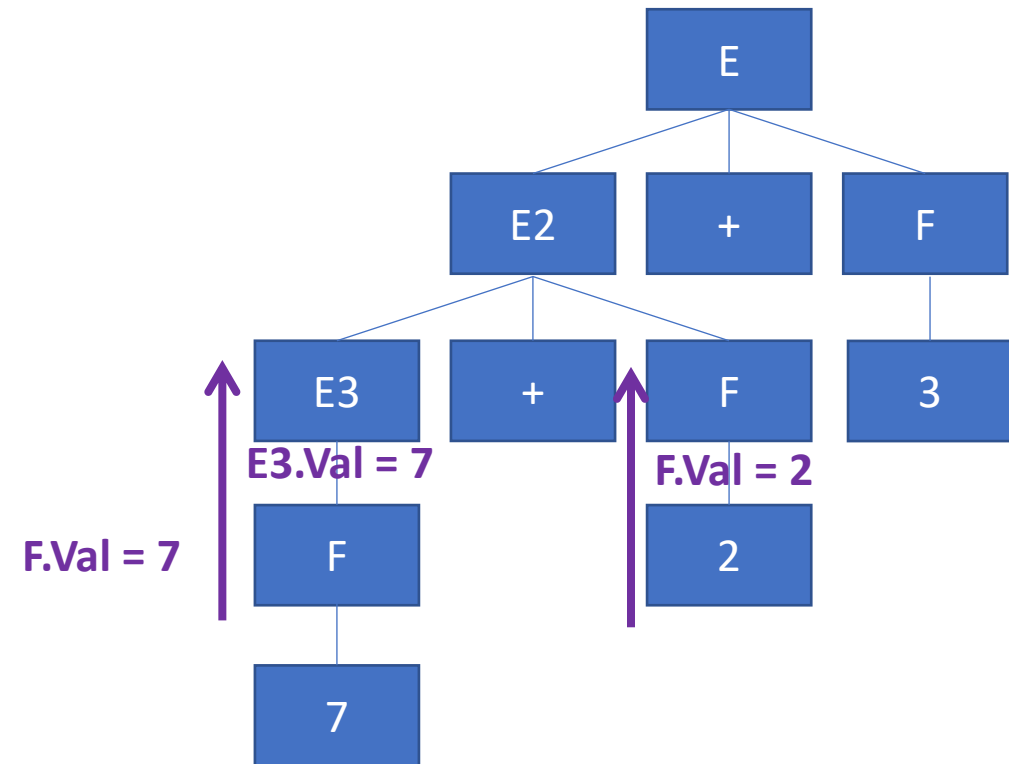 E
E2
+
F
E3
+
F
3
E3.Val = 7
F.Val = 2
F.Val = 7
F
2
7